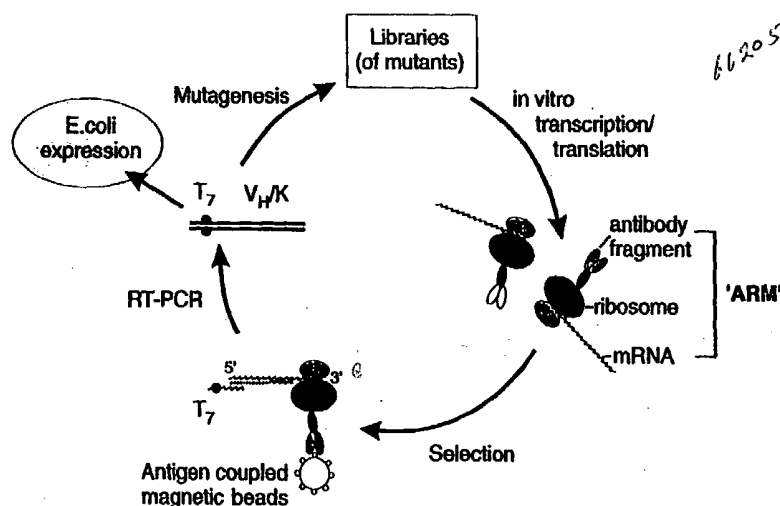 Libraries
(of mutants)
66205
Mutagenesis
in vitro
transcription/
translation
E.coli
expression
T7
VH/K
antibody
fragment
ribosome
'ARM'
mRNA
RT-PCR
5'
3'
T7
Selection
Antigen coupled
magnetic beads